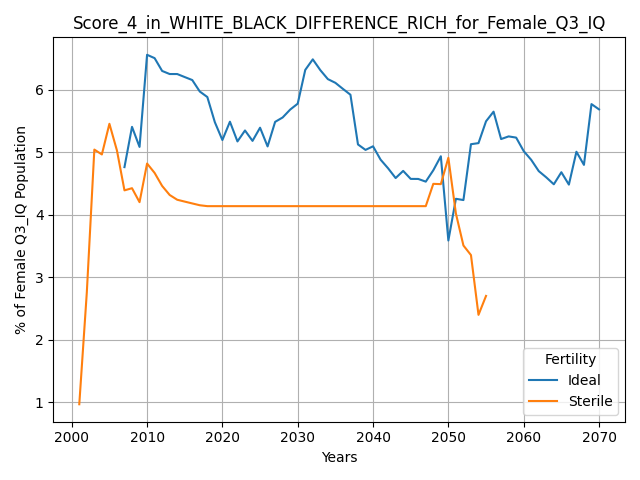 Score_4_in_WHITE_BLACK_DIFFERENCE_RICH_for_Female_Q3_IQ
% of Female Q3_IQ Population
6
5
4
3
2
1
2000 2010 2020 2030 2040 2050 2060 2070
Years
Fertility
Ideal
Sterile